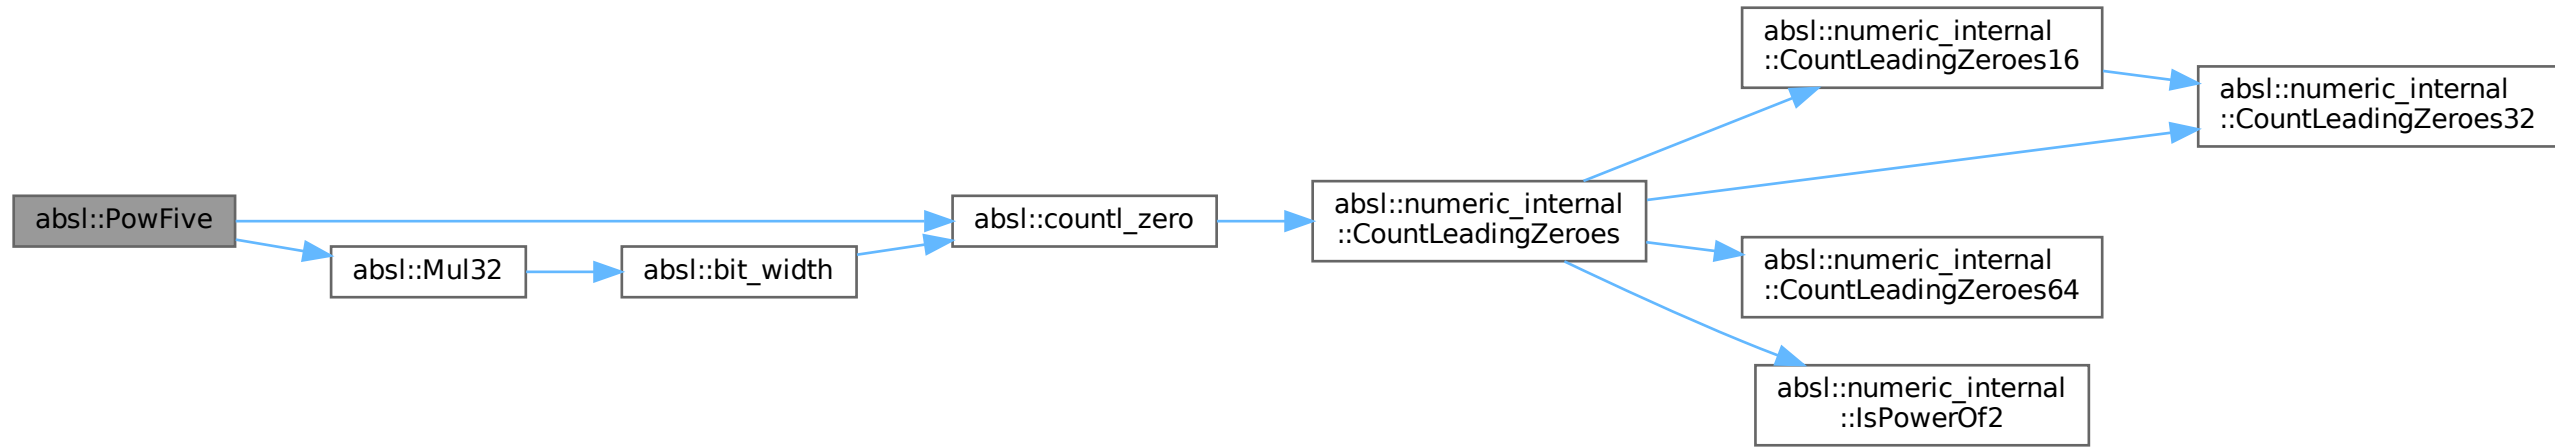 absl::PowFive
absl::Mul32
absl::bit_width
absl::countl_zero
absl::numeric_internal
::CountLeadingZeroes
absl::numeric_internal
::CountLeadingZeroes16
absl::numeric_internal
::CountLeadingZeroes32
absl::numeric_internal
::CountLeadingZeroes64
absl::numeric_internal
::IsPowerOf2